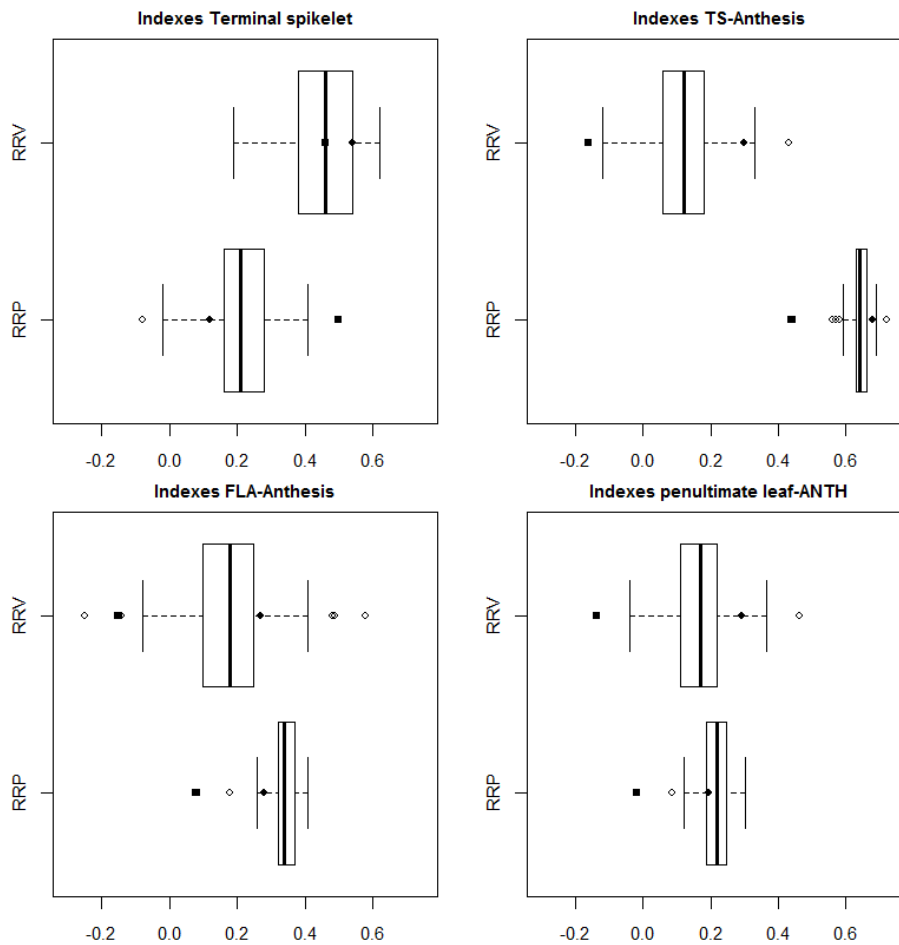 Indexes Terminal spikelet
RRV
RRP
-0.2 0.0 0.2 0.4 0.6
Indexes TS-Anthesis
RRV
RRP
-0.2 0.0 0.2 0.4 0.6
Indexes FLA-Anthesis
RRV
RRP
-0.2 0.0 0.2 0.4 0.6
Indexes penultimate leaf-ANTH
RRV
RRP
-0.2 0.0 0.2 0.4 0.6